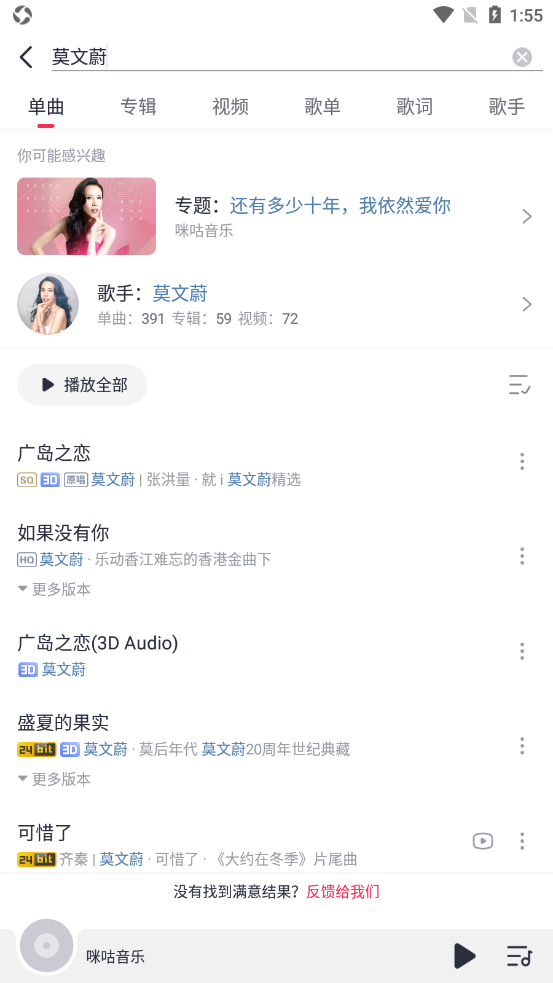 1:55
莫文蔚
单曲 专辑 视频 歌单 歌词 歌手
你可能感兴趣
专题：还有多少十年，我依然爱你
咪咕音乐
歌手：莫文蔚
单曲：391 专辑：59 视频：72
播放全部
广岛之恋
SQ 3D 原唱 莫文蔚 | 张洪量 · 就 i 莫文蔚精选
如果没有你
HQ 莫文蔚 · 乐动香江难忘的香港金曲下
更多版本
广岛之恋(3D Audio)
3D 莫文蔚
盛夏的果实
24bit 3D 莫文蔚 · 莫后年代 莫文蔚20周年世纪典藏
更多版本
可惜了
24bit 齐秦 | 莫文蔚 · 可惜了 · 《大约在冬季》片尾曲
没有找到满意结果？反馈给我们
咪咕音乐